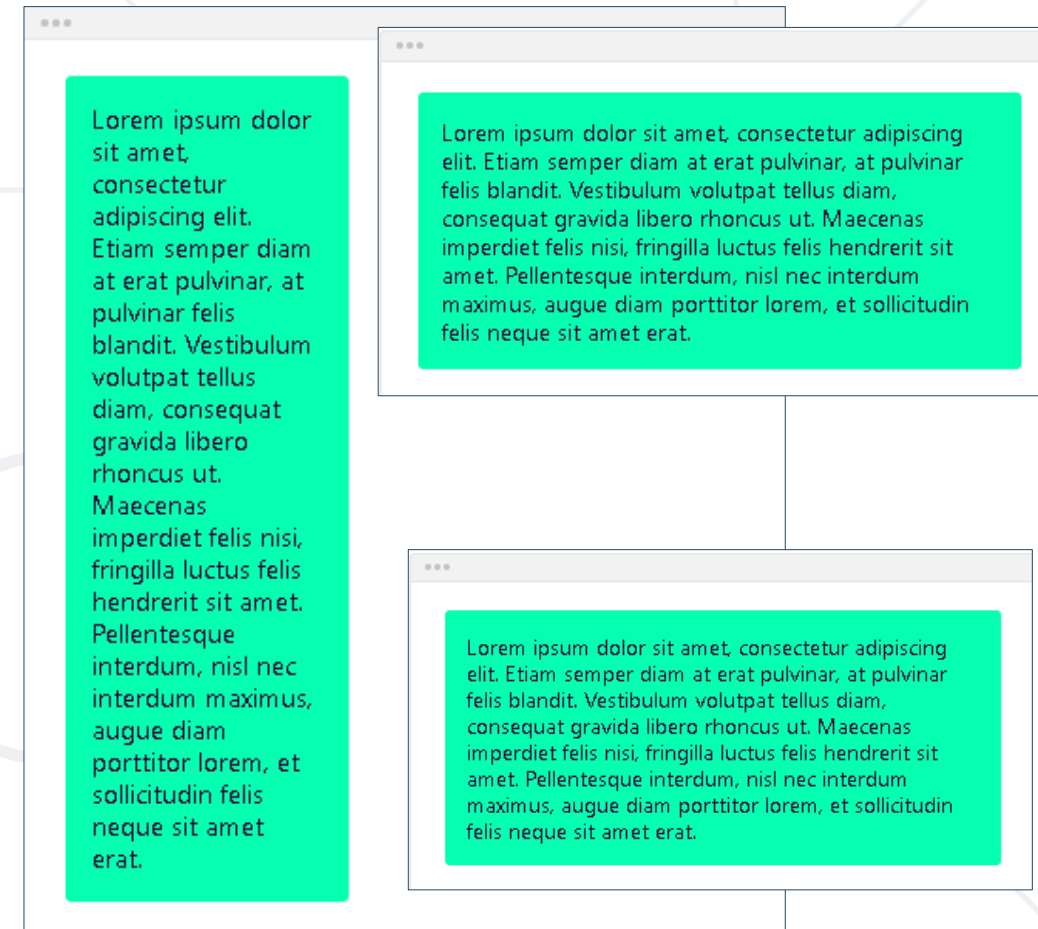 Lorem ipsum dolor
sit amet,
consectetur
adipiscing elit.
Etiam semper diam
at erat pulvinar, at
pulvinar felis
blandit. Vestibulum
volutpat tellus
diam, consequat
gravida libero
rhoncus ut.
Maecenas
imperdiet felis nisi,
fringilla luctus felis
hendrerit sit amet.
Pellentesque
interdum, nisl nec
interdum maximus,
augue diam
porttitor lorem, et
sollicitudin felis
neque sit amet
erat.
Lorem ipsum dolor sit amet, consectetur adipiscing
elit. Etiam semper diam at erat pulvinar, at pulvinar
felis blandit. Vestibulum volutpat tellus diam,
consequat gravida libero rhoncus ut. Maecenas
imperdiet felis nisi, fringilla luctus felis hendrerit sit
amet. Pellentesque interdum, nisl nec interdum
maximus, augue diam porttitor lorem, et sollicitudin
felis neque sit amet erat.
Lorem ipsum dolor sit amet, consectetur adipiscing
elit. Etiam semper diam at erat pulvinar, at pulvinar
felis blandit. Vestibulum volutpat tellus diam,
consequat gravida libero rhoncus ut. Maecenas
imperdiet felis nisi, fringilla luctus felis hendrerit sit
amet. Pellentesque interdum, nisl nec interdum
maximus, augue diam porttitor lorem, et sollicitudin
felis neque sit amet erat.